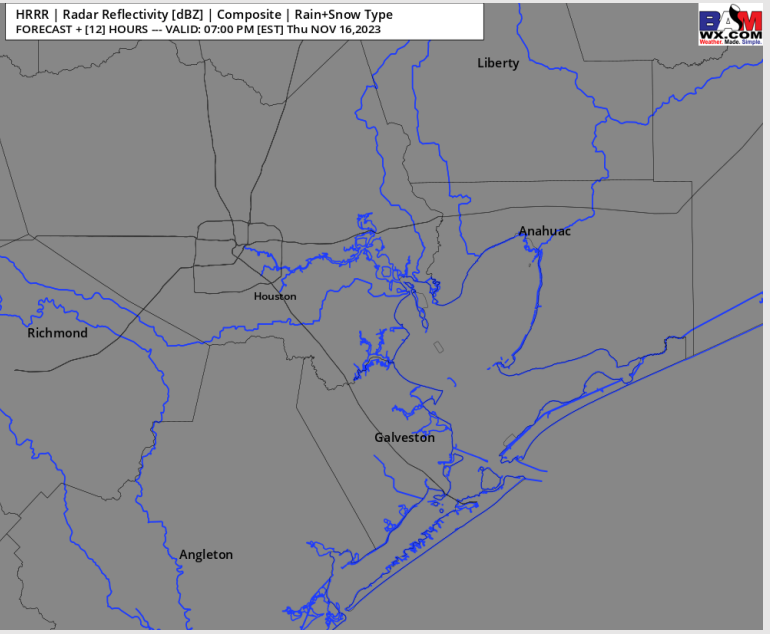 HRRR | Radar Reflectivity [dBZ] | Composite | Rain+Snow Type
FORECAST + [12] HOURS --- VALID: 07:00 PM [EST] Thu NOV 16,2023
BAM
WX.COM
Weather. Made. Simple.
Liberty
Anahuac
Houston
Richmond
Galveston
Angleton